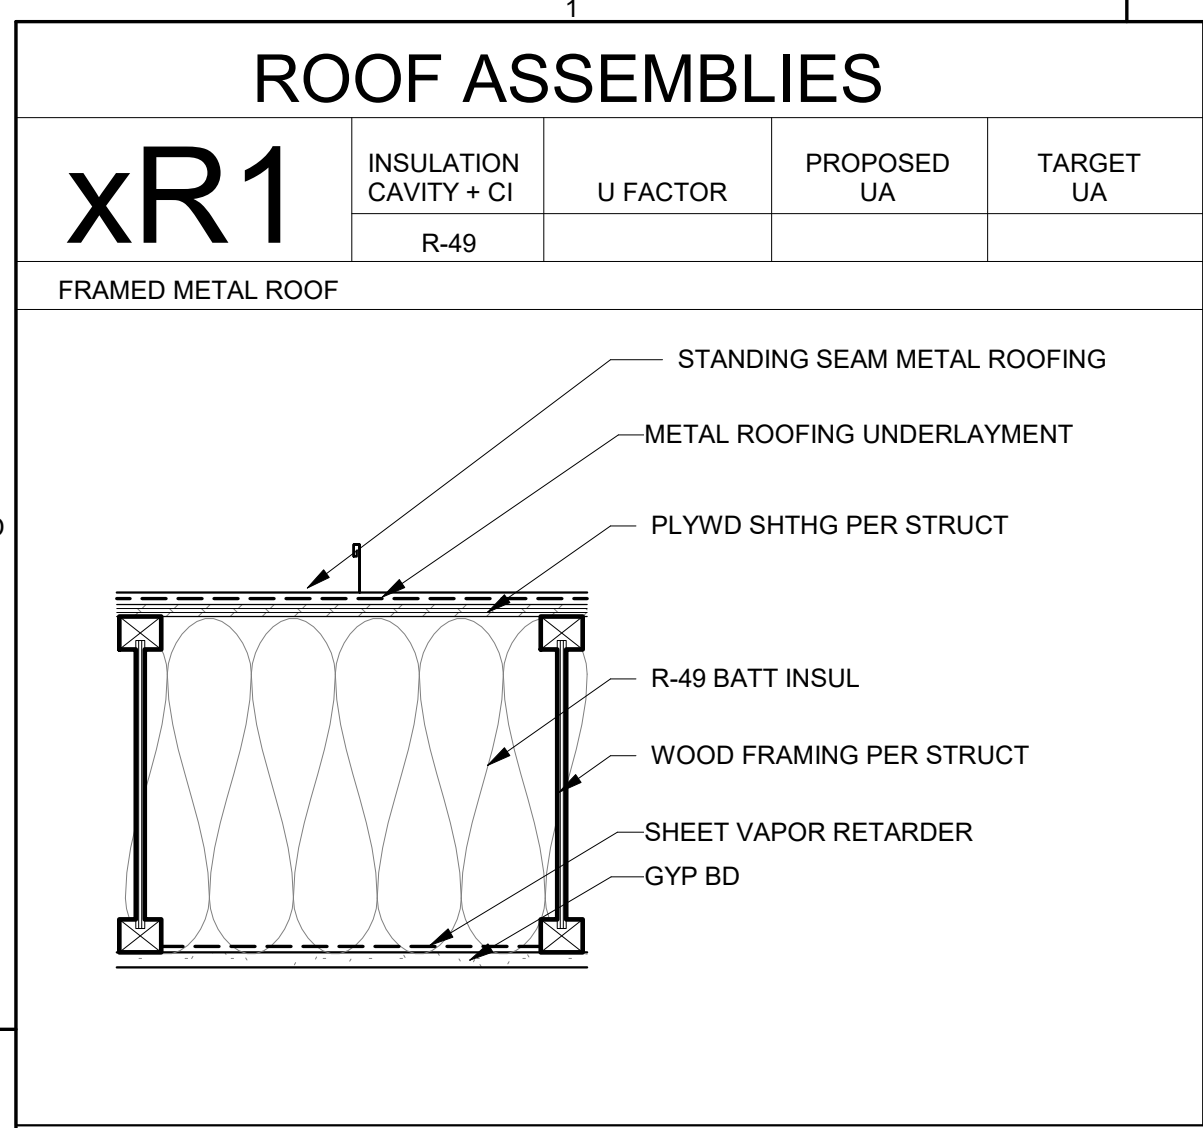 1
ROOF ASSEMBLIES
xR1
INSULATION
CAVITY + CI
U FACTOR
PROPOSED
UA
TARGET
UA
R-49
FRAMED METAL ROOF
STANDING SEAM METAL ROOFING
METAL ROOFING UNDERLAYMENT
PLYWD SHTHG PER STRUCT
R-49 BATT INSUL
WOOD FRAMING PER STRUCT
SHEET VAPOR RETARDER
GYP BD